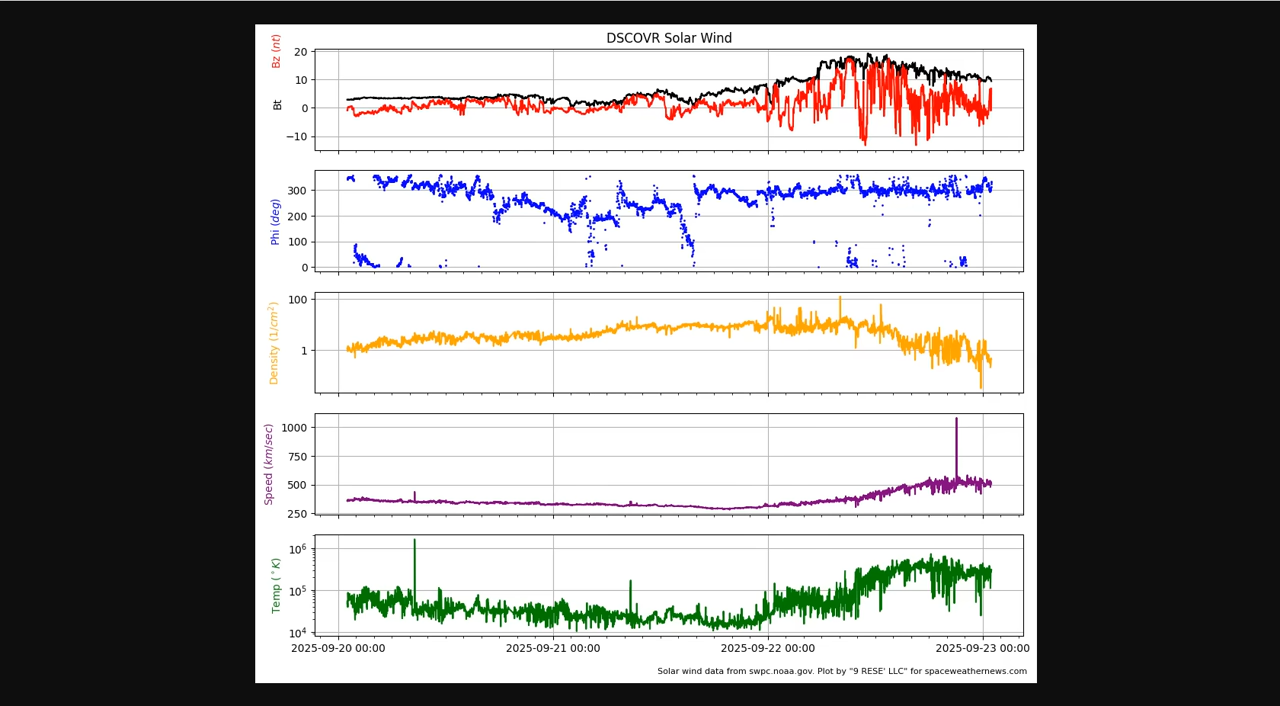 DSCOVR Solar Wind
Bz (nt)
Bt
20
10
0
−10
Phi (deg)
300
200
100
0
Density (1/cm²)
100
1
Speed (km/sec)
1000
750
500
250
Temp (°K)
10⁶
10⁵
10⁴
2025-09-20 00:00 2025-09-21 00:00 2025-09-22 00:00 2025-09-23 00:00
Solar wind data from swpc.noaa.gov. Plot by "9 RESE' LLC" for spaceweathernews.com